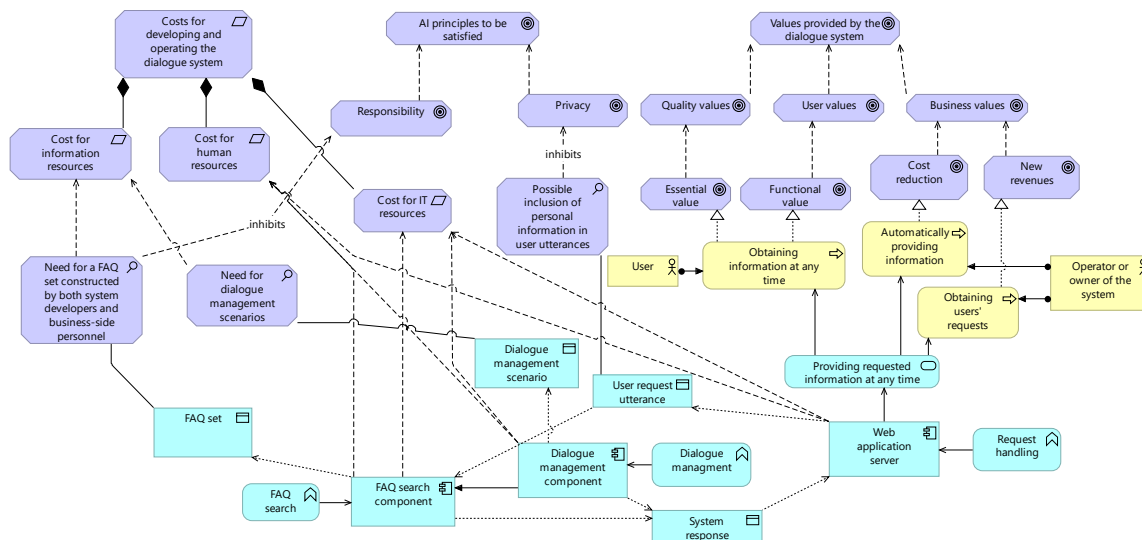 Costs for
developing and
operating the
dialogue system
AI principles to be
satisfied
Values provided by the
dialogue system
Responsibility
Privacy
Quality values
User values
Business values
Cost for
information
resources
Cost for
human
resources
inhibits
Cost
reduction
New
revenues
Cost for IT
resources
Possible
inclusion of
personal
information in
user utterances
Essential
value
Functional
value
inhibits
Automatically
providing
information
User
Obtaining
information at any
time
Operator or
owner of the
system
Need for a FAQ
set constructed
by both system
developers and
business-side
personnel
Need for
dialogue
management
scenarios
Obtaining
users'
requests
Dialogue
management
scenario
Providing requested
information at any time
User request
utterance
FAQ set
Web
application
server
Request
handling
Dialogue
management
component
Dialogue
managment
FAQ
search
FAQ search
component
System
response